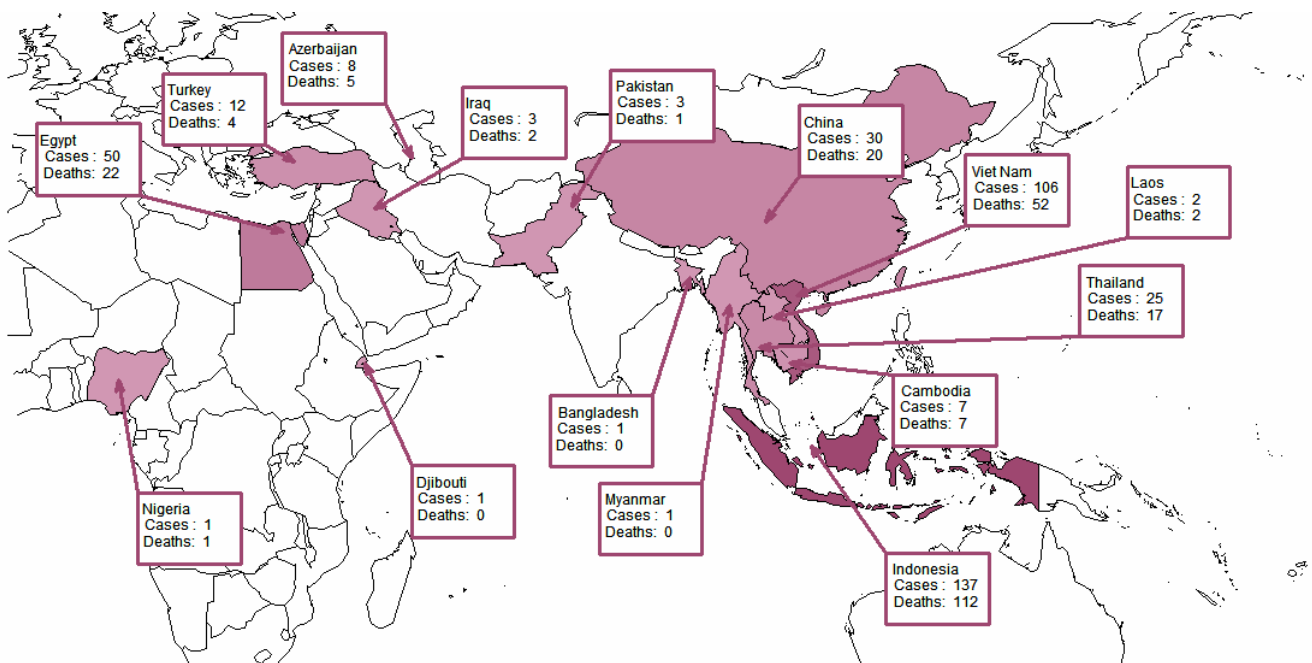 Azerbaijan
Cases : 8
Deaths: 5
Turkey
Cases : 12
Deaths: 4
Egypt
Cases : 50
Deaths: 22
Iraq
Cases : 3
Deaths: 2
Pakistan
Cases : 3
Deaths: 1
China
Cases : 30
Deaths: 20
Viet Nam
Cases : 106
Deaths: 52
Laos
Cases : 2
Deaths: 2
Thailand
Cases : 25
Deaths: 17
Cambodia
Cases : 7
Deaths: 7
Bangladesh
Cases : 1
Deaths: 0
Djibouti
Cases : 1
Deaths: 0
Myanmar
Cases : 1
Deaths: 0
Nigeria
Cases : 1
Deaths: 1
Indonesia
Cases : 137
Deaths: 112